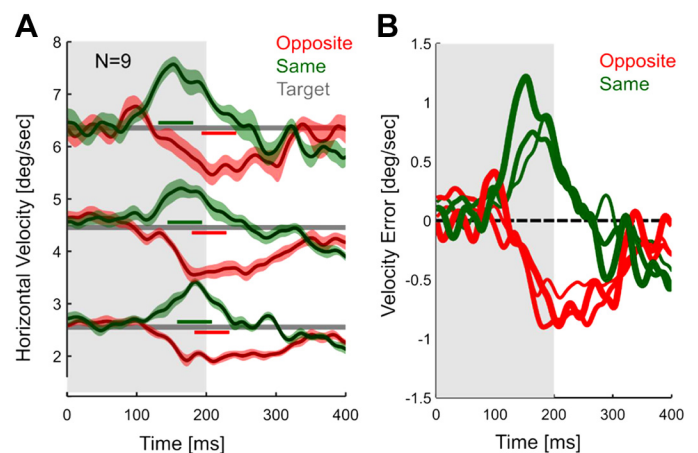 A
N=9
Opposite
Same
Target
Horizontal Velocity [deg/sec]
8
7
6
5
4
3
2
0
100
200
300
400
Time [ms]
B
Opposite
Same
Velocity Error [deg/sec]
1.5
1
0.5
0
-0.5
-1
-1.5
0
100
200
300
400
Time [ms]